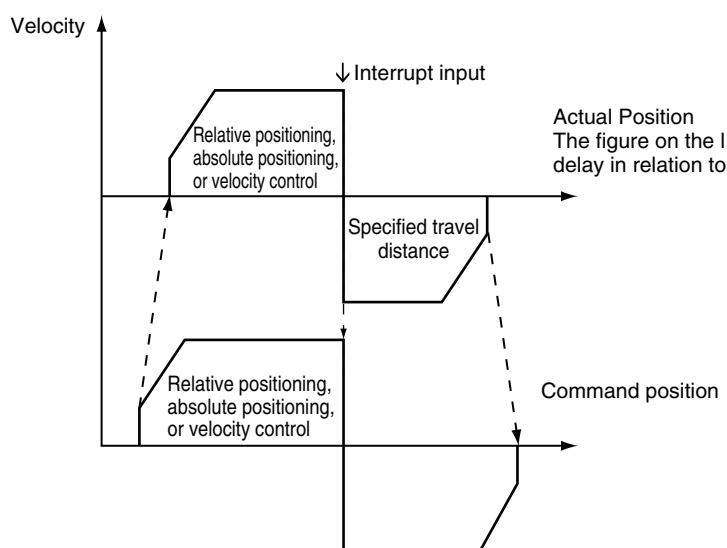 Velocity
↓ Interrupt input
Relative positioning,
absolute positioning,
or velocity control
Actual Position
The figure on the
delay in relation to
Specified travel
distance
Relative positioning,
absolute positioning,
or velocity control
Command position